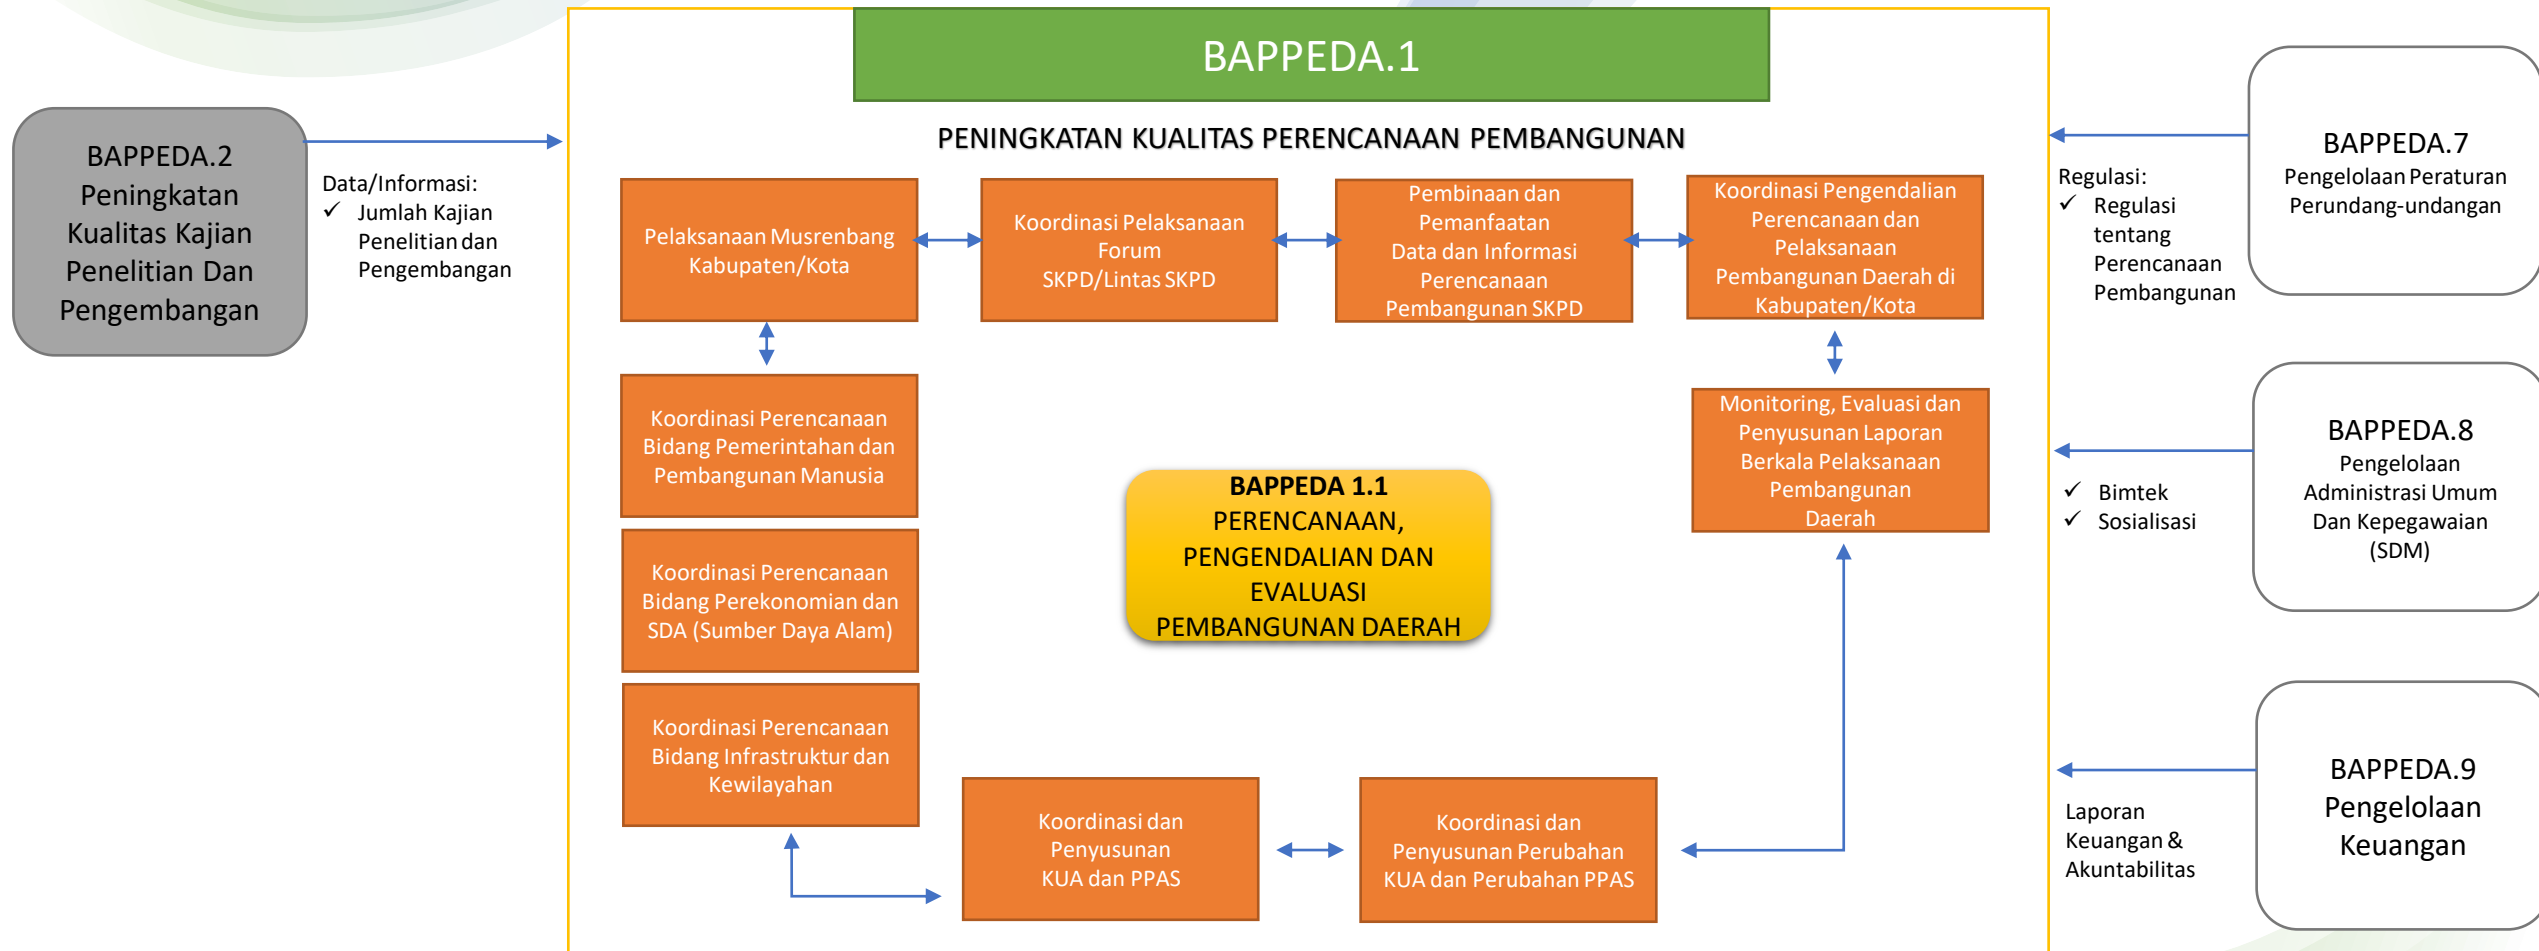 BAPPEDA.1
PENINGKATAN KUALITAS PERENCANAAN PEMBANGUNAN
BAPPEDA.2
Peningkatan
Kualitas Kajian
Penelitian Dan
Pengembangan
Data/Informasi:
✓ Jumlah Kajian
Penelitian dan
Pengembangan
Pelaksanaan Musrenbang
Kabupaten/Kota
Koordinasi Pelaksanaan
Forum
SKPD/Lintas SKPD
Pembinaan dan
Pemanfaatan
Data dan Informasi
Perencanaan
Pembangunan SKPD
Koordinasi Pengendalian
Perencanaan dan
Pelaksanaan
Pembangunan Daerah di
Kabupaten/Kota
Koordinasi Perencanaan
Bidang Pemerintahan dan
Pembangunan Manusia
Koordinasi Perencanaan
Bidang Perekonomian dan
SDA (Sumber Daya Alam)
Koordinasi Perencanaan
Bidang Infrastruktur dan
Kewilayahan
BAPPEDA 1.1
PERENCANAAN,
PENGENDALIAN DAN
EVALUASI
PEMBANGUNAN DAERAH
Monitoring, Evaluasi dan
Penyusunan Laporan
Berkala Pelaksanaan
Pembangunan
Daerah
Koordinasi dan
Penyusunan
KUA dan PPAS
Koordinasi dan
Penyusunan Perubahan
KUA dan Perubahan PPAS
BAPPEDA.7
Pengelolaan Peraturan
Perundang-undangan
Regulasi:
✓ Regulasi
tentang
Perencanaan
Pembangunan
BAPPEDA.8
Pengelolaan
Administrasi Umum
Dan Kepegawaian
(SDM)
✓ Bimtek
✓ Sosialisasi
BAPPEDA.9
Pengelolaan
Keuangan
Laporan
Keuangan &
Akuntabilitas